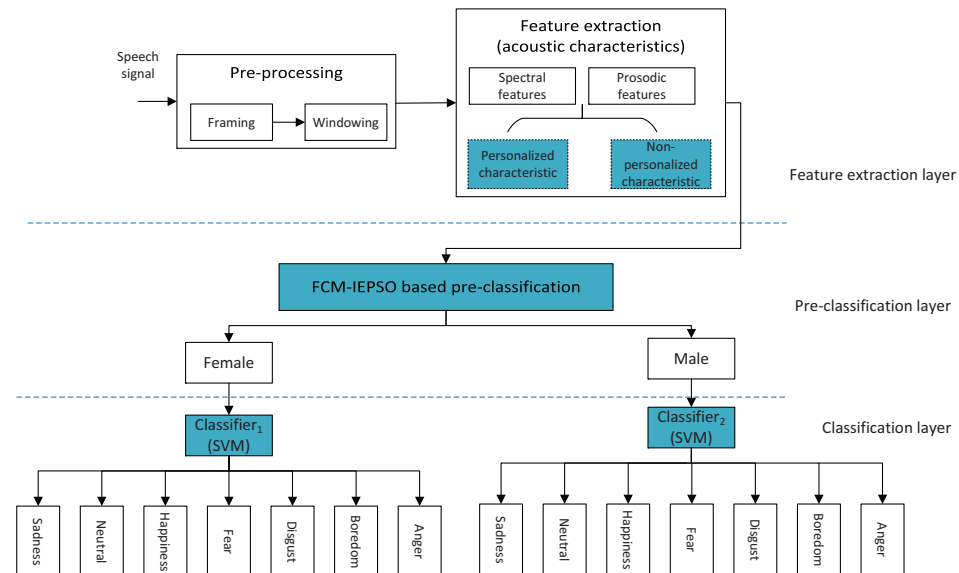 Speech
signal
Pre-processing
Framing
Windowing
Feature extraction
(acoustic characteristics)
Spectral
features
Prosodic
features
Personalized
characteristic
Non-
personalized
characteristic
Feature extraction layer
FCM-IEPSO based pre-classification
Pre-classification layer
Female
Male
Classifier₁
(SVM)
Classifier₂
(SVM)
Classification layer
Sadness
Neutral
Happiness
Fear
Disgust
Boredom
Anger
Sadness
Neutral
Happiness
Fear
Disgust
Boredom
Anger